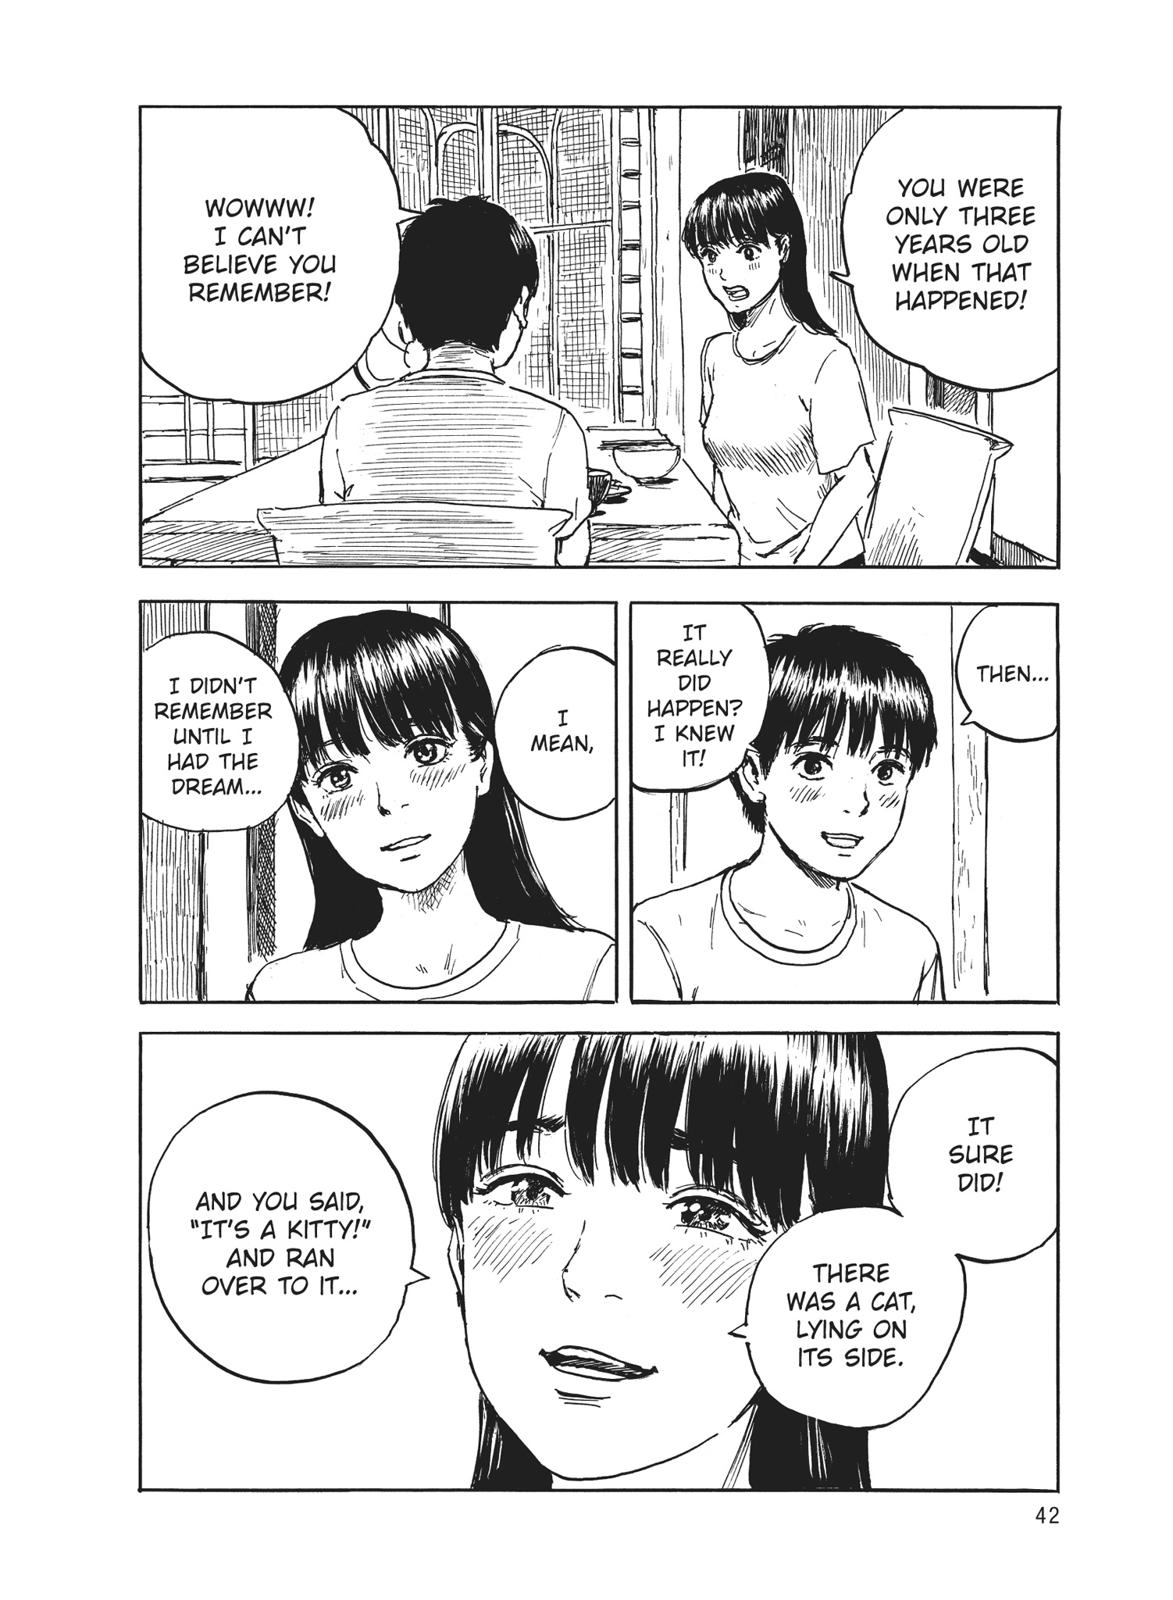 YOU WERE
ONLY THREE
YEARS OLD
WHEN THAT
HAPPENED!
WOWWW!
I CAN'T
BELIEVE YOU
REMEMBER!
THEN...
IT
REALLY
DID
HAPPEN?
I KNEW
IT!
I
MEAN,
I DIDN'T
REMEMBER
UNTIL I
HAD THE
DREAM...
IT
SURE
DID!
THERE
WAS A CAT,
LYING ON
ITS SIDE.
AND YOU SAID,
"IT'S A KITTY!"
AND RAN
OVER TO IT...
42